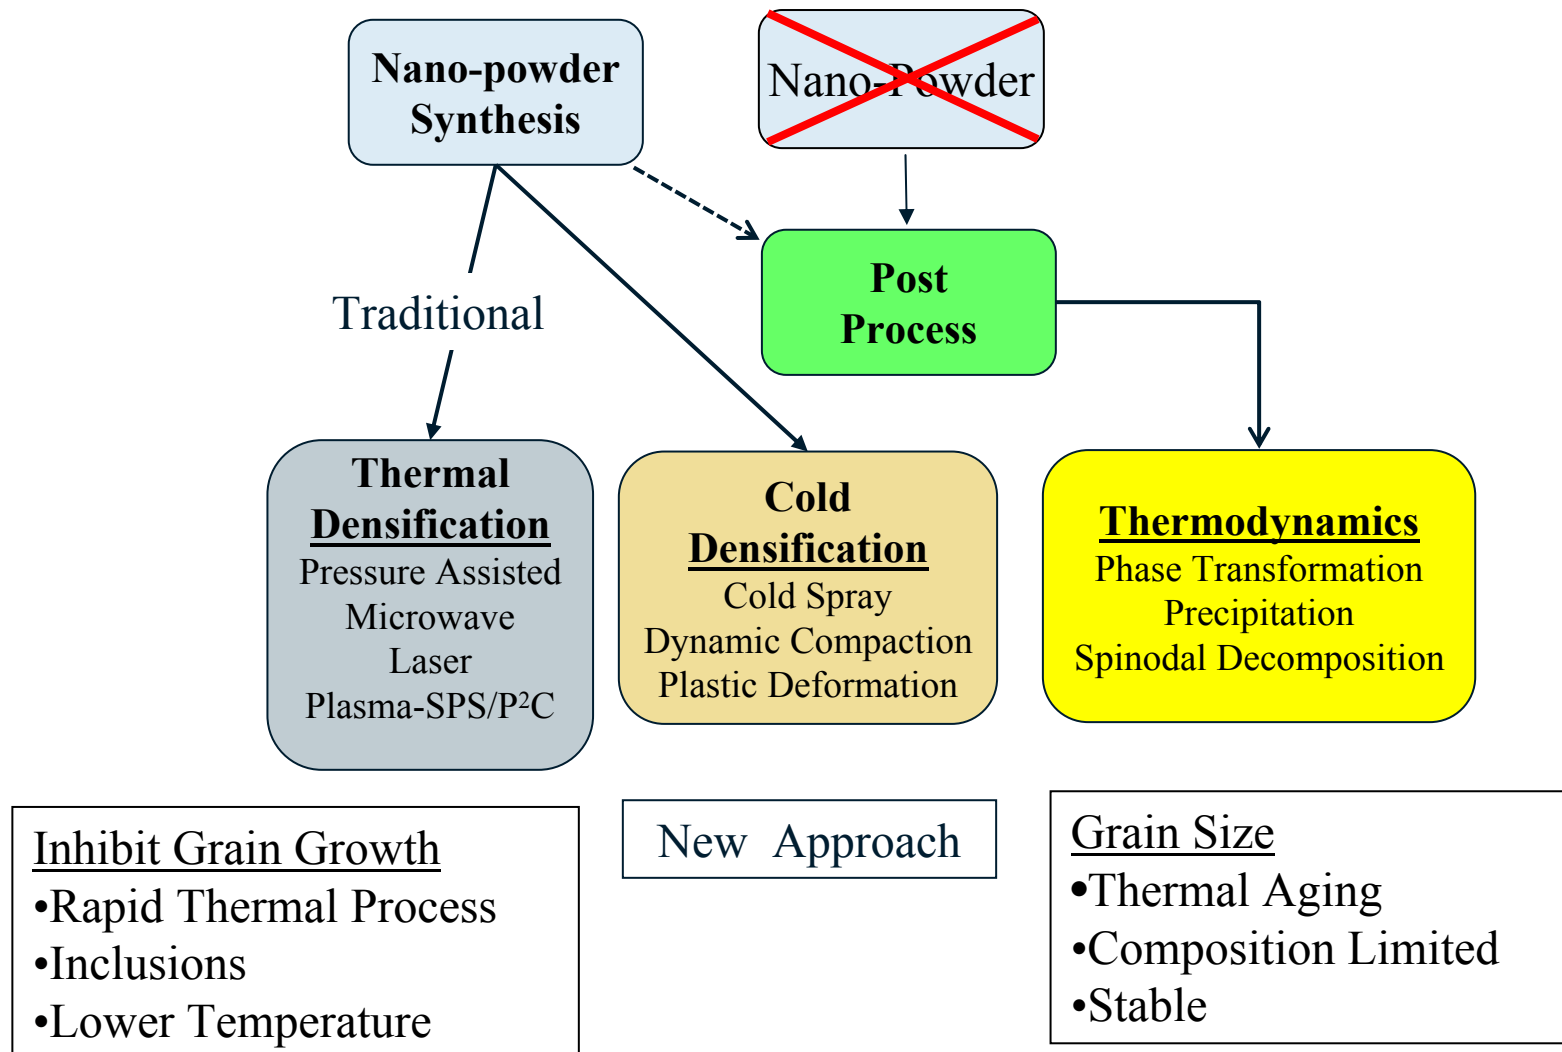 Nano-powder
Synthesis
Nano-Powder
Post
Process
Traditional
Thermal
Densification
Pressure Assisted
Microwave
Laser
Plasma-SPS/P²C
Cold
Densification
Cold Spray
Dynamic Compaction
Plastic Deformation
Thermodynamics
Phase Transformation
Precipitation
Spinodal Decomposition
Inhibit Grain Growth
•Rapid Thermal Process
•Inclusions
•Lower Temperature
New Approach
Grain Size
•Thermal Aging
•Composition Limited
•Stable